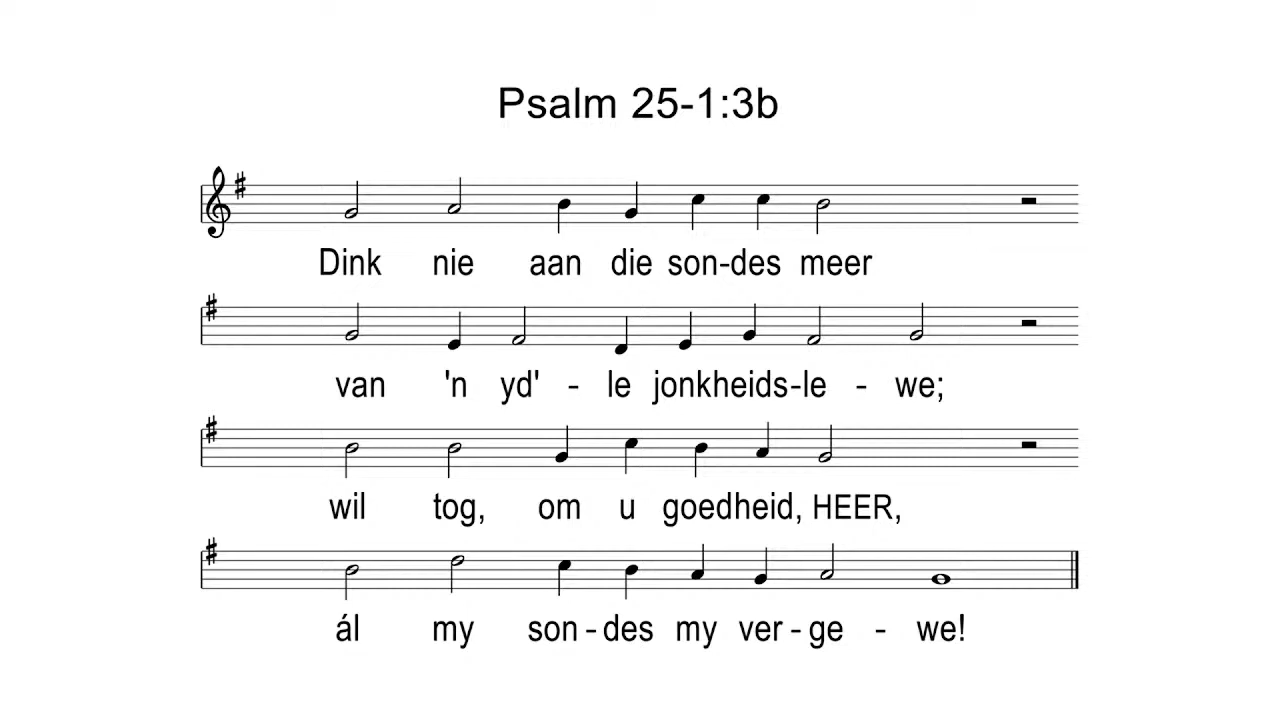 Psalm 25-1:3b
Dink nie aan die son-des meer
van 'n yd' - le jonkheids-le - we;
wil tog, om u goedheid, HEER,
ál my son-des my ver-ge - we!